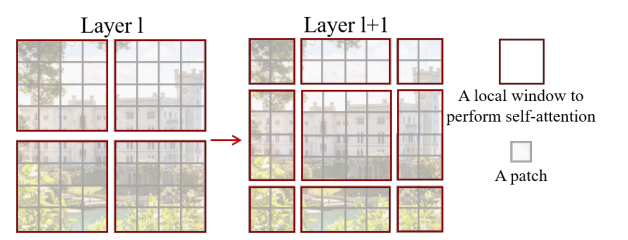 Layer l
Layer l+1
A local window to
perform self-attention
A patch